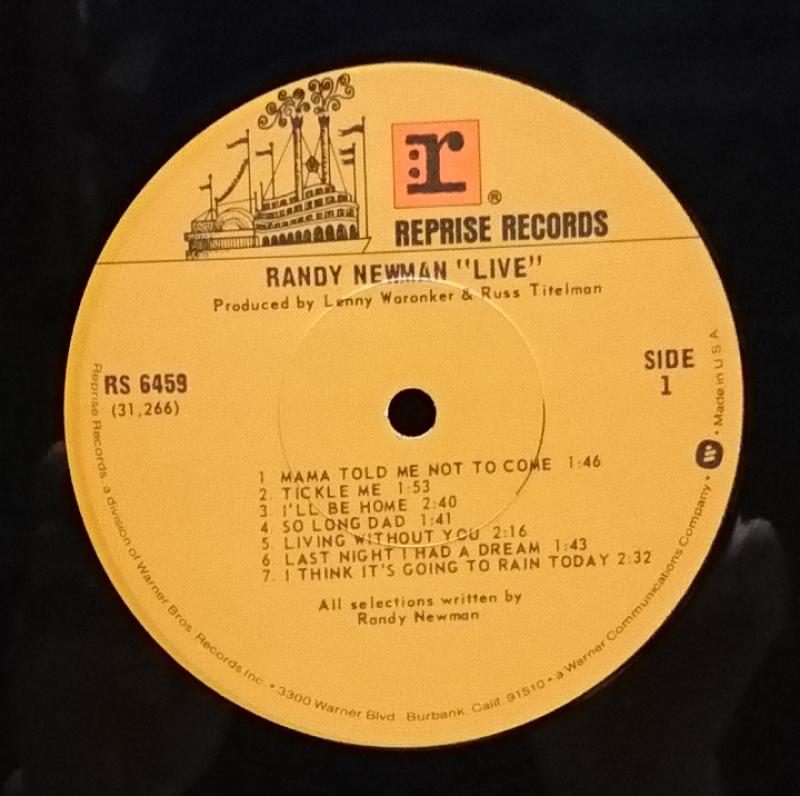 r
®
REPRISE RECORDS
RANDY NEWMAN "LIVE"
Produced by Lenny Waronker & Russ Titelman
RS 6459
(31,266)
SIDE
1
1 MAMA TOLD ME NOT TO COME 1:46
2. TICKLE ME 1:53
3 I'LL BE HOME 2:40
4. SO LONG DAD 1:41
5. LIVING WITHOUT YOU 2:16
6 LAST NIGHT I HAD A DREAM 1:43
7. I THINK IT'S GOING TO RAIN TODAY 2:32
All selections written by
Randy Newman
Reprise Records, a division of Warner Bros. Records Inc. • 3300 Warner Blvd., Burbank, Calif. 91510 • a Warner Communications Company • W • Made in U S A